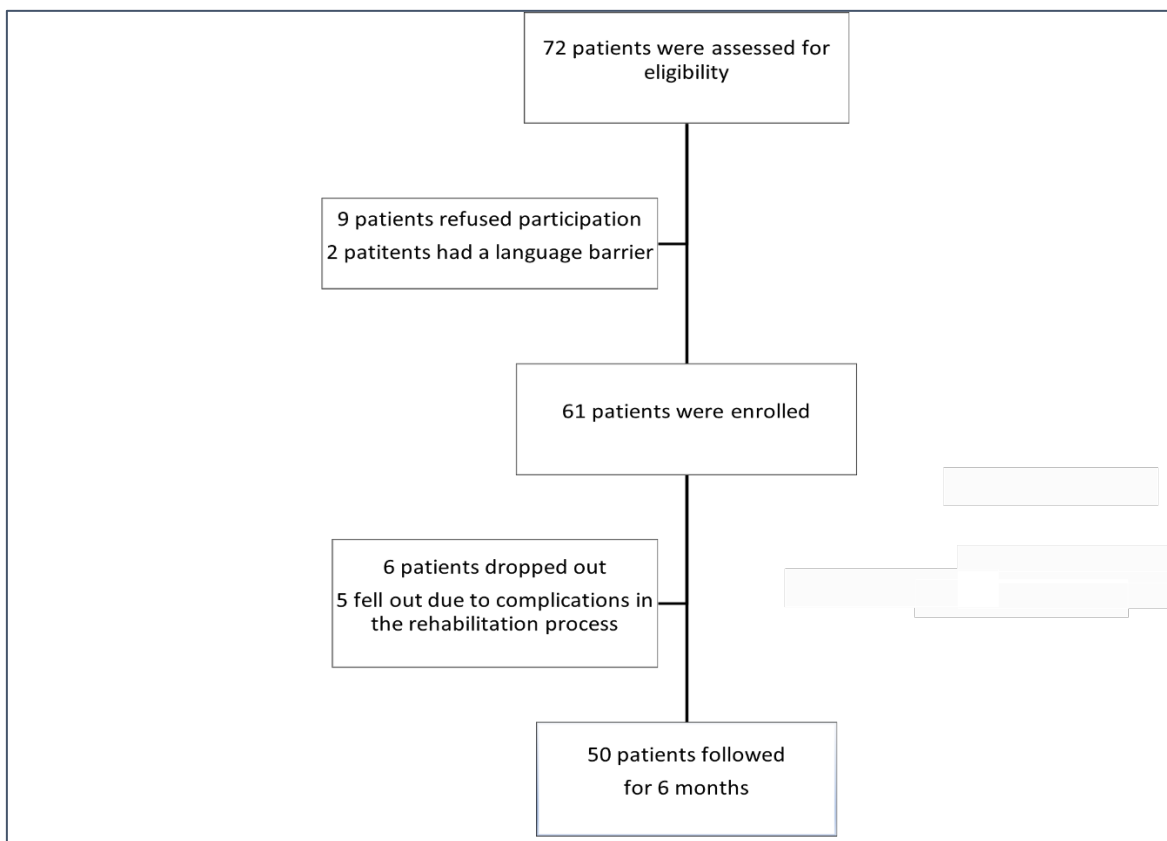 72 patients were assessed for
eligibility
9 patients refused participation
2 patitents had a language barrier
61 patients were enrolled
6 patients dropped out
5 fell out due to complications in
the rehabilitation process
50 patients followed
for 6 months